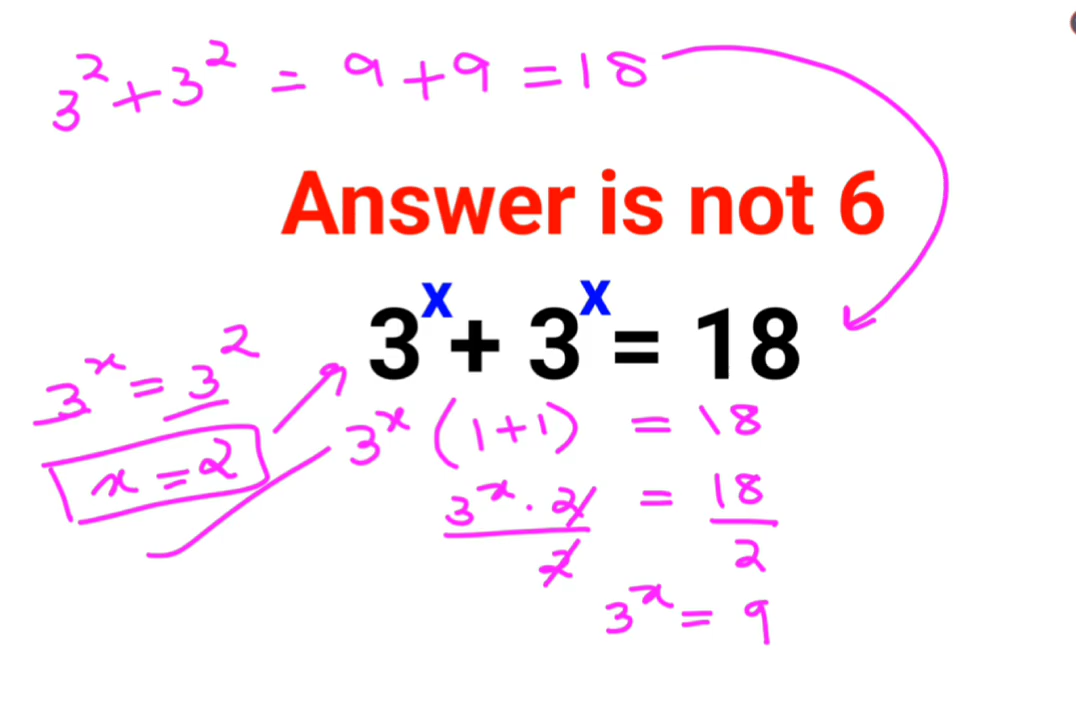 3² + 3² = 9 + 9 = 18
Answer is not 6
3ˣ + 3ˣ = 18
3ˣ = 3²
x = 2
3ˣ (1+1) = 18
3ˣ · 2 / 2 = 18 / 2
3ˣ = 9